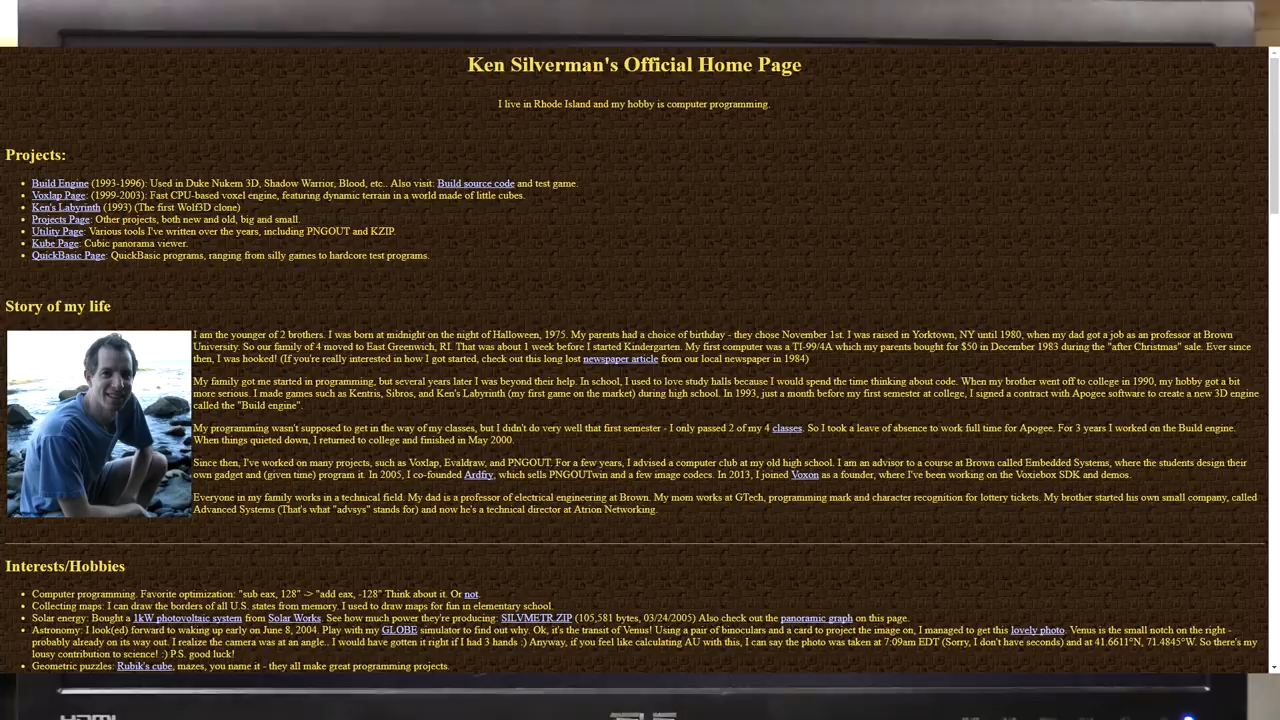 Ken Silverman's Official Home Page
I live in Rhode Island and my hobby is computer programming.
Projects:
Build Engine (1993-1996): Used in Duke Nukem 3D, Shadow Warrior, Blood, etc.. Also visit: Build source code and test game.
Voxlap Page: (1999-2003): Fast CPU-based voxel engine, featuring dynamic terrain in a world made of little cubes.
Ken's Labyrinth (1993) (The first Wolf3D clone)
Projects Page: Other projects, both new and old, big and small.
Utility Page: Various tools I've written over the years, including PNGOUT and KZIP.
Kube Page: Cubic panorama viewer.
QuickBasic Page: QuickBasic programs, ranging from silly games to hardcore test programs.
Story of my life
I am the younger of 2 brothers. I was born at midnight on the night of Halloween, 1975. My parents had a choice of birthday - they chose November 1st. I was raised in Yorktown, NY until 1980, when my dad got a job as an professor at Brown
University. So our family of 4 moved to East Greenwich, RI. That was about 1 week before I started Kindergarten. My first computer was a TI-99/4A which my parents bought for $50 in December 1983 during the "after Christmas" sale. Ever since
then, I was hooked! (If you're really interested in how I got started, check out this long lost newspaper article from our local newspaper in 1984)
My family got me started in programming, but several years later I was beyond their help. In school, I used to love study halls because I would spend the time thinking about code. When my brother went off to college in 1990, my hobby got a bit
more serious. I made games such as Kentris, Sibros, and Ken's Labyrinth (my first game on the market) during high school. In 1993, just a month before my first semester at college, I signed a contract with Apogee software to create a new 3D engine
called the "Build engine".
My programming wasn't supposed to get in the way of my classes, but I didn't do very well that first semester - I only passed 2 of my 4 classes. So I took a leave of absence to work full time for Apogee. For 3 years I worked on the Build engine.
When things quieted down, I returned to college and finished in May 2000.
Since then, I've worked on many projects, such as Voxlap, Evaldraw, and PNGOUT. For a few years, I advised a computer club at my old high school. I am an advisor to a course at Brown called Embedded Systems, where the students design their
own gadget and (given time) program it. In 2005, I co-founded Ardfry, which sells PNGOUTwin and a few image codecs. In 2013, I joined Voxon as a founder, where I've been working on the Voxiebox SDK and demos.
Everyone in my family works in a technical field. My dad is a professor of electrical engineering at Brown. My mom works at GTech, programming mark and character recognition for lottery tickets. My brother started his own small company, called
Advanced Systems (That's what "advsys" stands for) and now he's a technical director at Atrion Networking.
Interests/Hobbies
Computer programming. Favorite optimization: "sub eax, 128" -> "add eax, -128" Think about it. Or not.
Collecting maps: I can draw the borders of all U.S. states from memory. I used to draw maps for fun in elementary school.
Solar energy: Bought a 1kW photovoltaic system from Solar Works. See how much power they're producing: SILVMETR.ZIP (105,581 bytes, 03/24/2005) Also check out the panoramic graph on this page.
Astronomy: I look(ed) forward to waking up early on June 8, 2004. Play with my GLOBE simulator to find out why. Ok, it's the transit of Venus! Using a pair of binoculars and a card to project the image on, I managed to get this lovely photo. Venus is the small notch on the right -
probably already on its way out. I realize the camera was at an angle.. I would have gotten it right if I had 3 hands :) Anyway, if you feel like calculating AU with this, I can say the photo was taken at 7:09am EDT (Sorry, I don't have seconds) and at 41.6611°N, 71.4845°W. So there's my
lousy contribution to science! :) P.S. good luck!
Geometric puzzles: Rubik's cube, mazes, you name it - they all make great programming projects.
HDMI